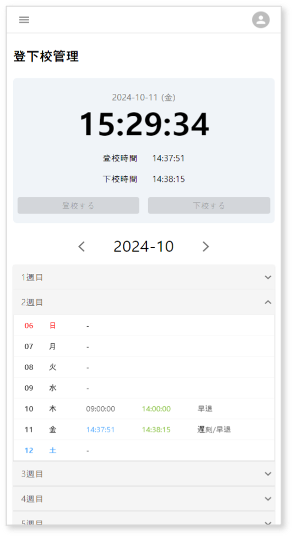 登下校管理
2024-10-11 (金)
15:29:34
登校時間 14:37:51
下校時間 14:38:15
登校する 下校する
2024-10
1週目
2週目
06 日 -
07 月 -
08 火 -
09 水 -
10 木 09:00:00 14:00:00 早退
11 金 14:37:51 14:38:15 遅刻/早退
12 土 -
3週目
4週目
5週目